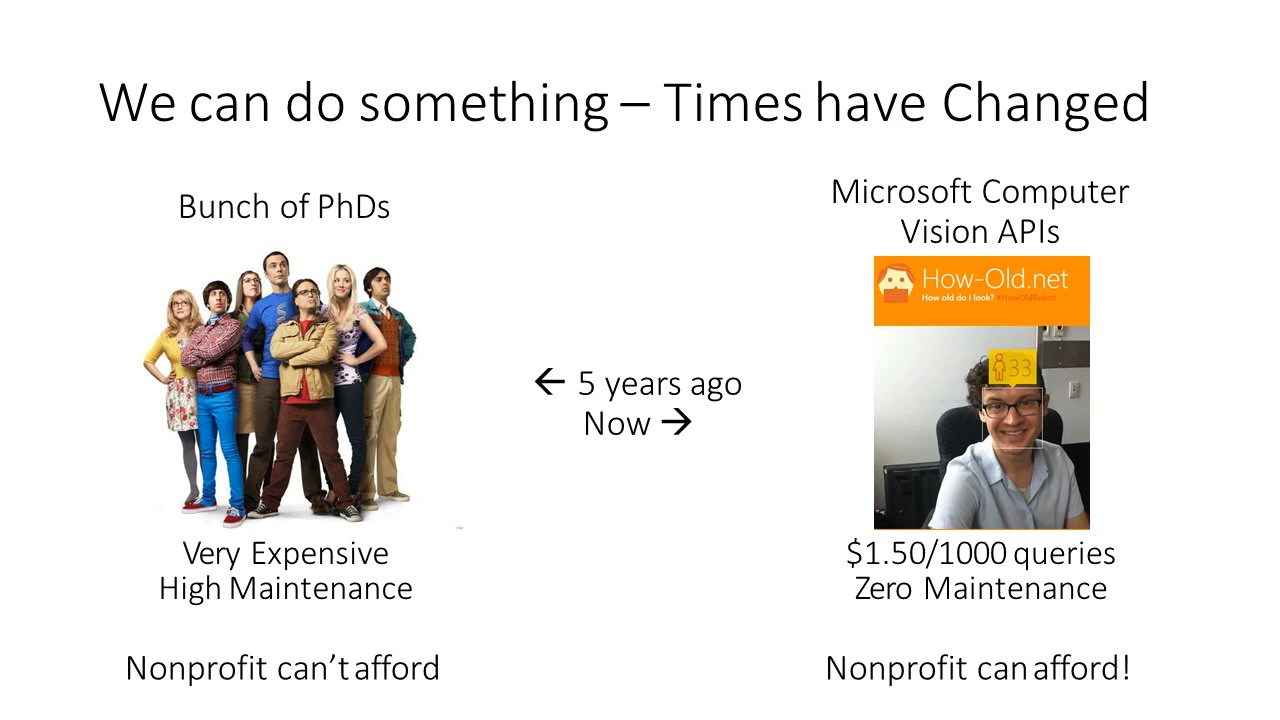 We can do something – Times have Changed
Bunch of PhDs
Microsoft Computer
Vision APIs
How-Old.net
How old do I look? #HowOldRobot
33
← 5 years ago
Now →
Very Expensive
High Maintenance
$1.50/1000 queries
Zero Maintenance
Nonprofit can't afford
Nonprofit can afford!